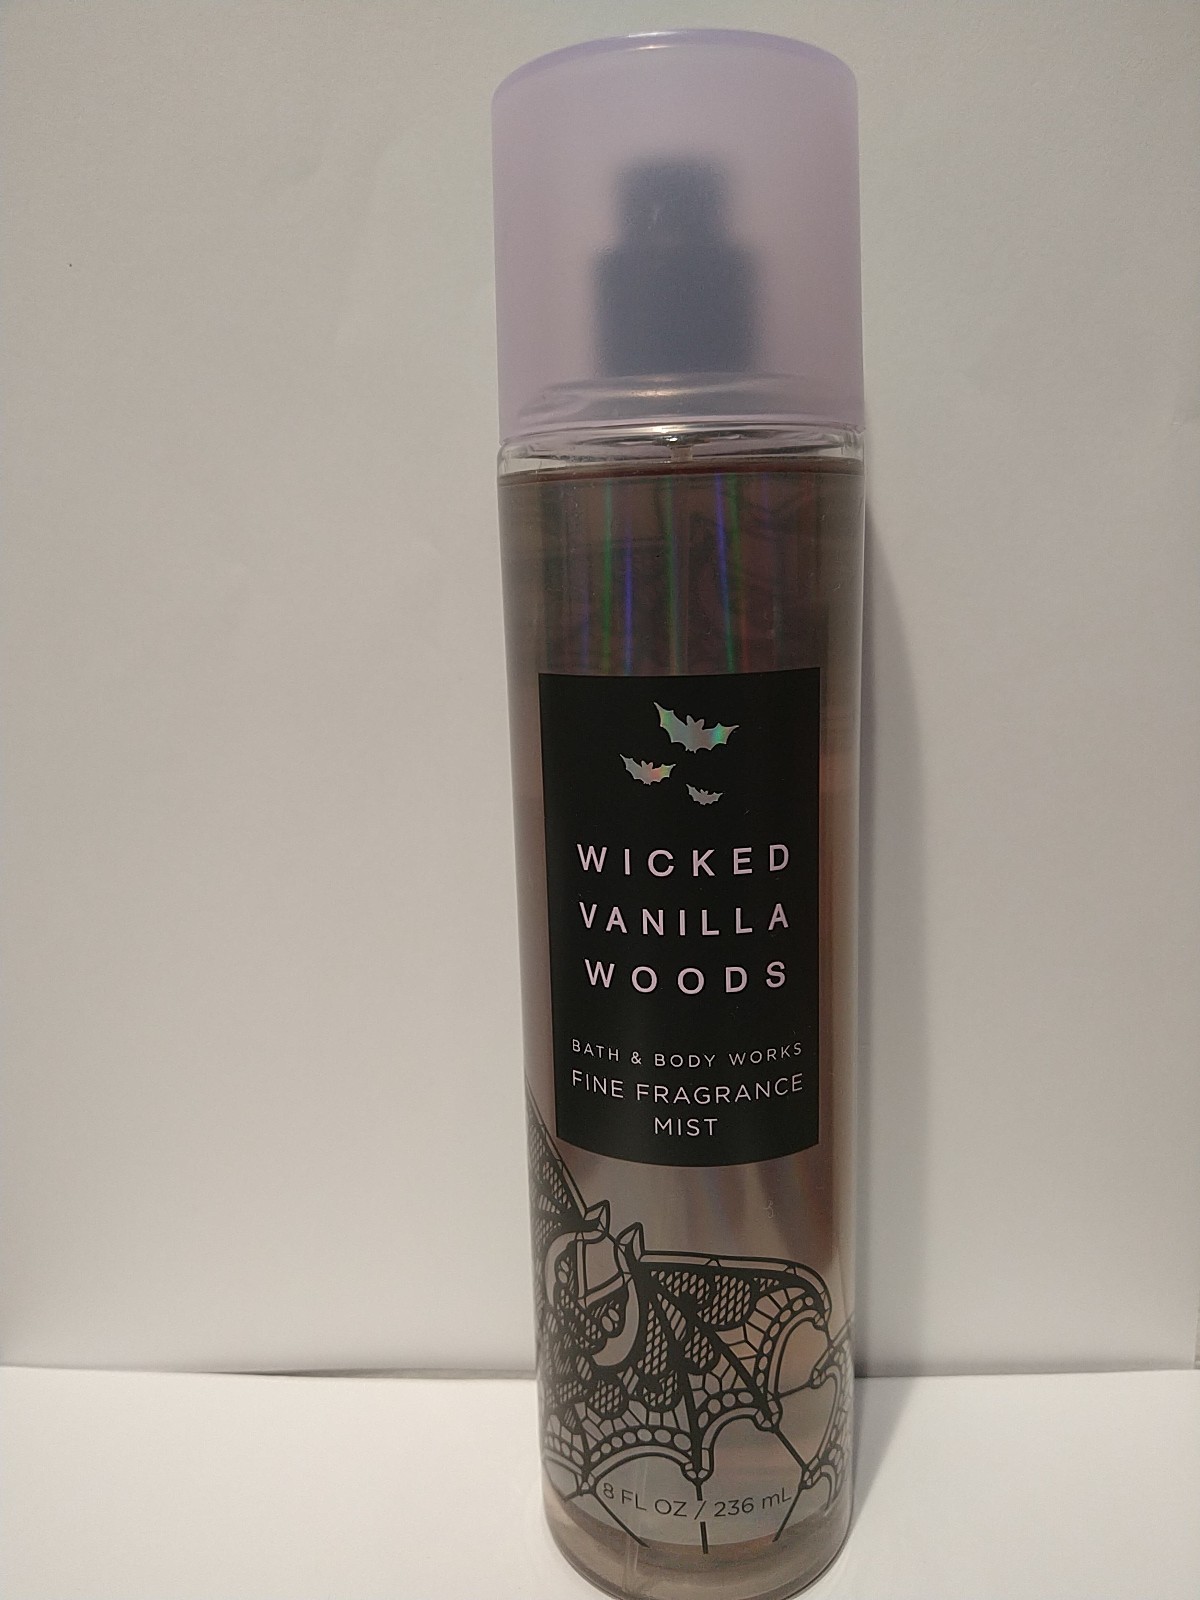 WICKED
VANILLA
WOODS
BATH & BODY WORKS
FINE FRAGRANCE
MIST
8 FL OZ / 236 mL